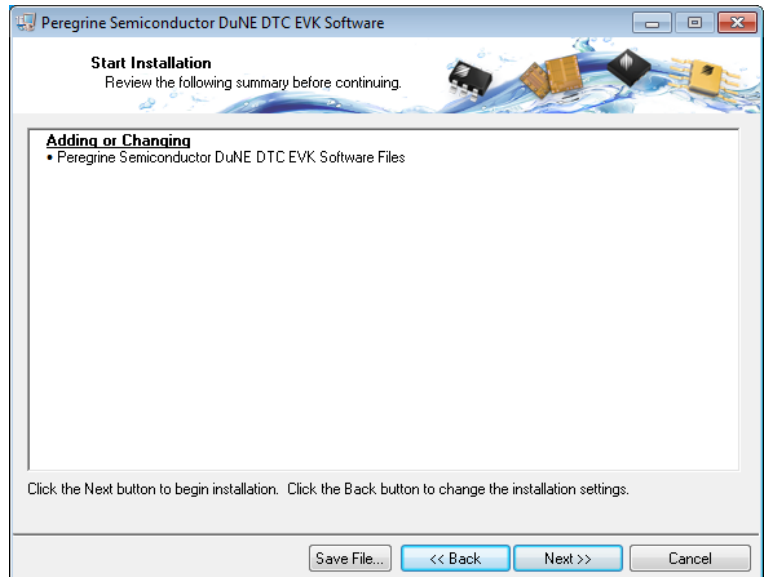 Peregrine Semiconductor DuNE DTC EVK Software
Start Installation
Review the following summary before continuing.
Adding or Changing
• Peregrine Semiconductor DuNE DTC EVK Software Files
Click the Next button to begin installation.  Click the Back button to change the installation settings.
Save File...
<< Back
Next >>
Cancel